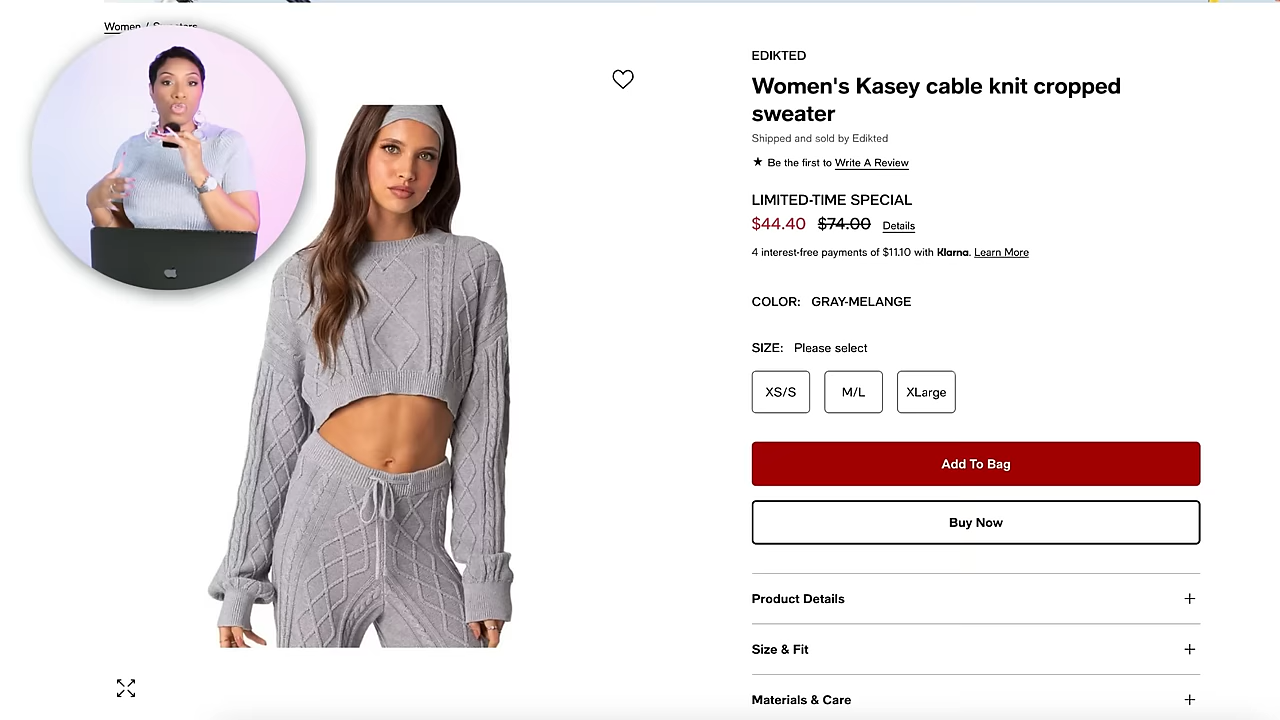 Women / Sweaters
EDIKTED
Women's Kasey cable knit cropped
sweater
Shipped and sold by Edikted
★ Be the first to Write A Review
LIMITED-TIME SPECIAL
$44.40 $74.00 Details
4 interest-free payments of $11.10 with Klarna. Learn More
COLOR: GRAY-MELANGE
SIZE: Please select
XS/S M/L XLarge
Add To Bag
Buy Now
Product Details
Size & Fit
Materials & Care